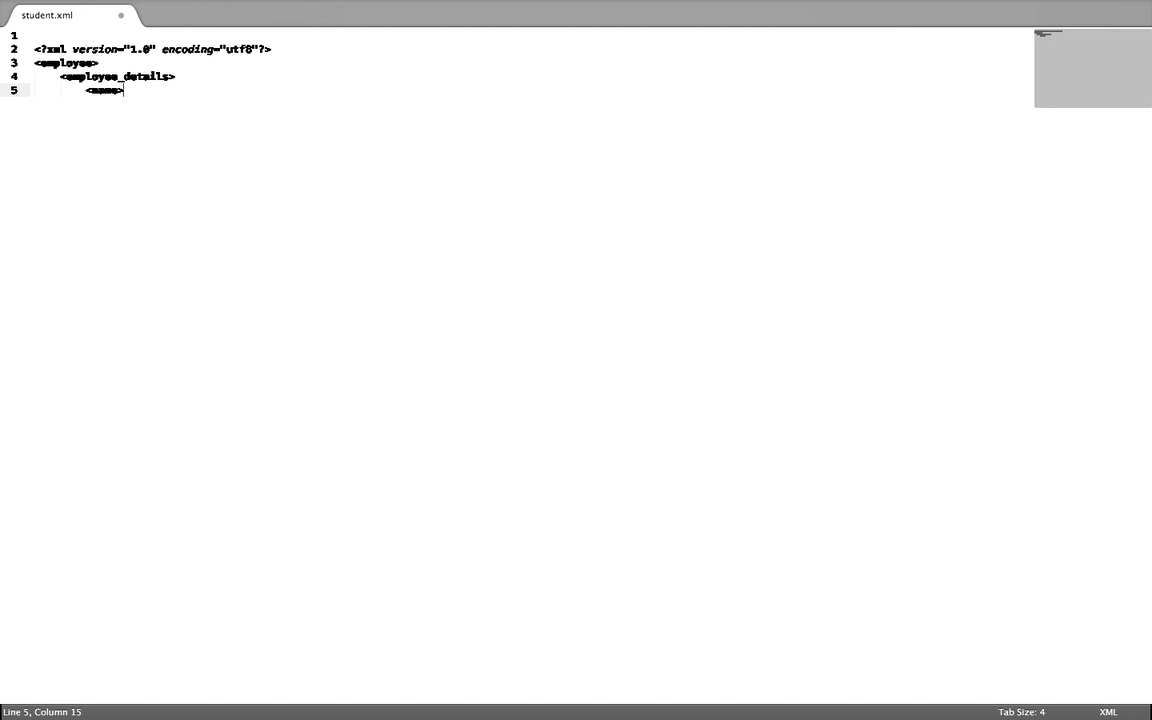 student.xml
1
2 <?xml version="1.0" encoding="utf8"?>
3 <employee>
4 <employee_details>
5 <name>
Line 5, Column 15
Tab Size: 4
XML